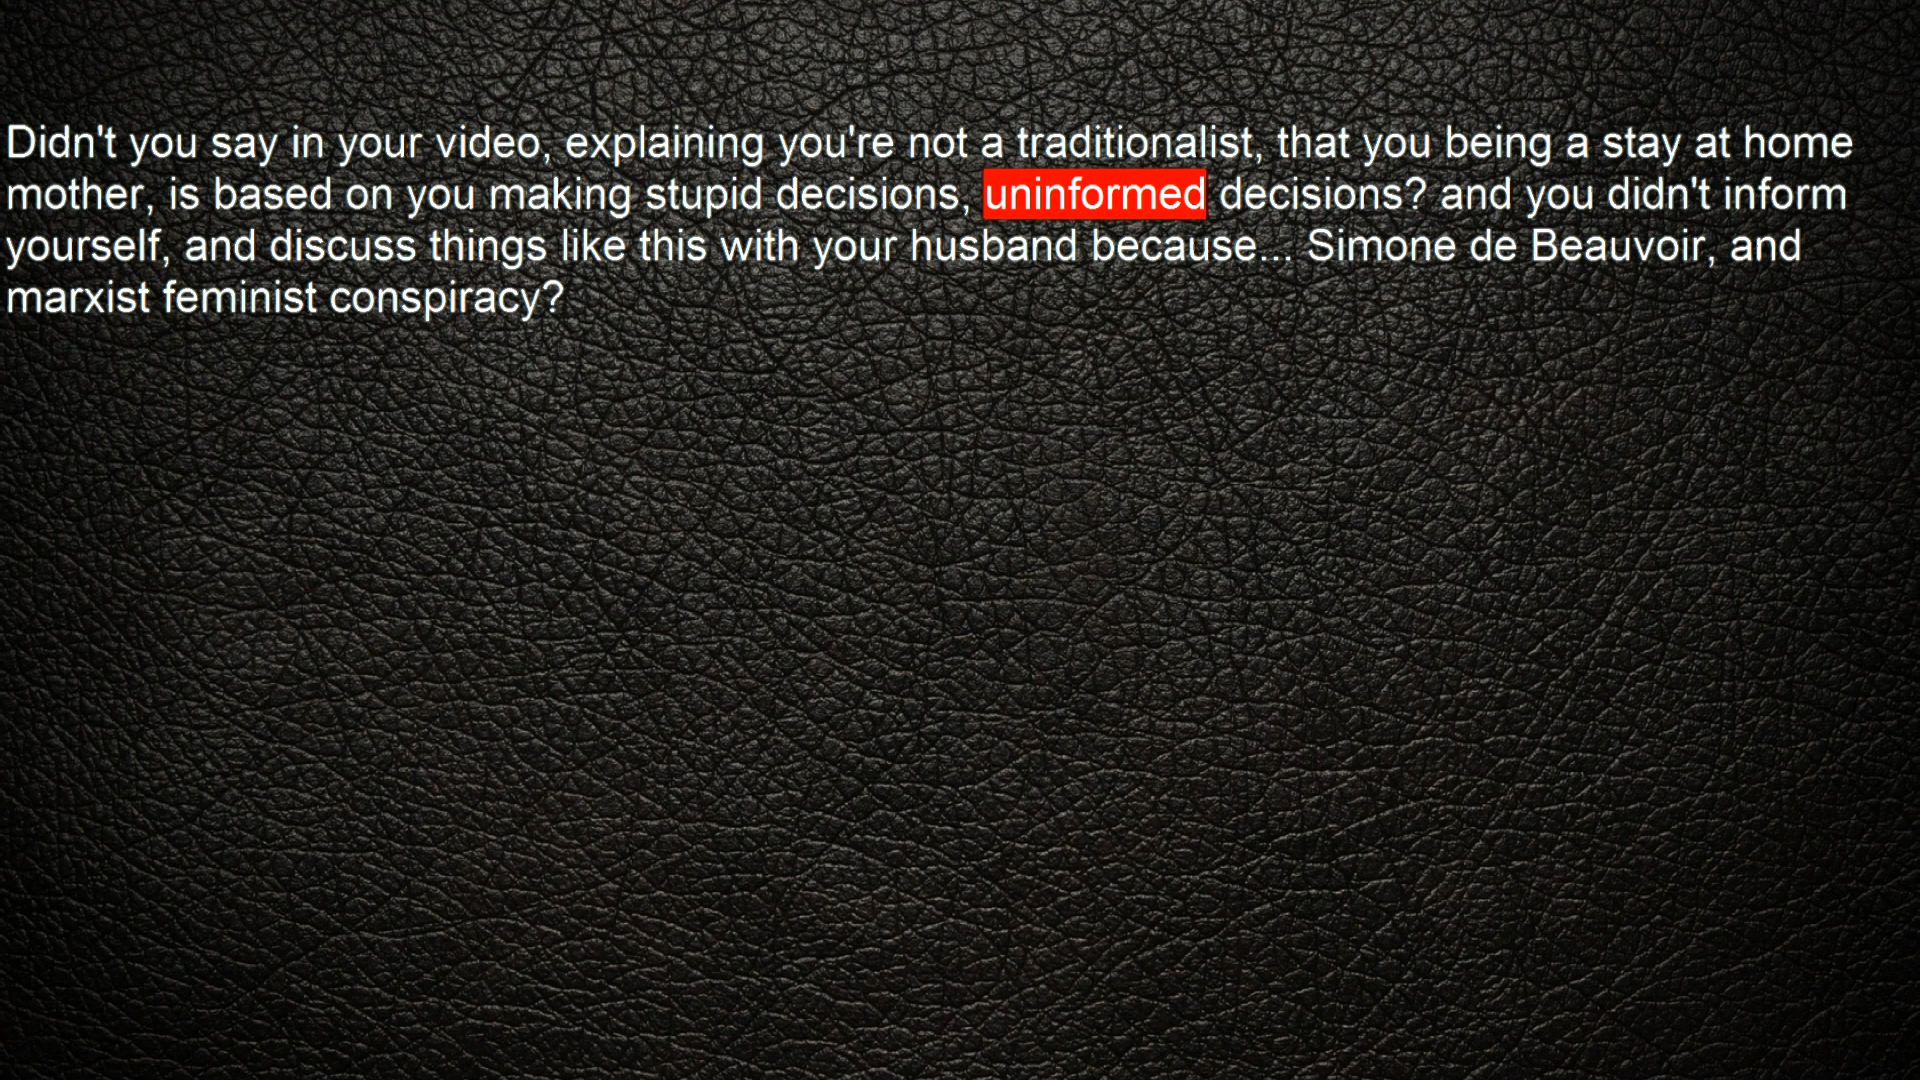 Didn't you say in your video, explaining you're not a traditionalist, that you being a stay at home
mother, is based on you making stupid decisions, uninformed decisions? and you didn't inform
yourself, and discuss things like this with your husband because... Simone de Beauvoir, and
marxist feminist conspiracy?